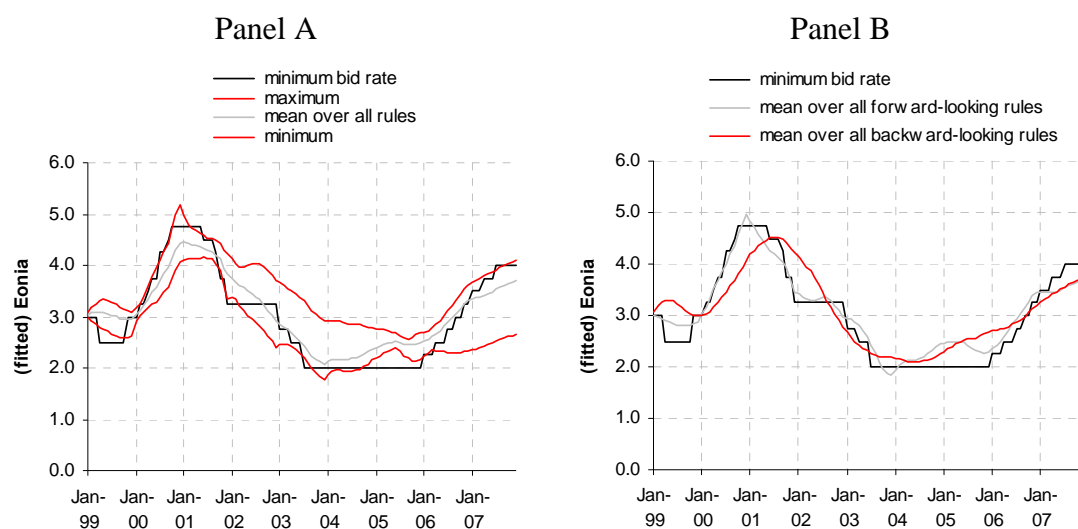 Panel A
minimum bid rate
maximum
mean over all rules
minimum
(fitted) Eonia
6.0
5.0
4.0
3.0
2.0
1.0
0.0
Jan-99 Jan-00 Jan-01 Jan-02 Jan-03 Jan-04 Jan-05 Jan-06 Jan-07
Panel B
minimum bid rate
mean over all forw ard-looking rules
mean over all backw ard-looking rules
(fitted) Eonia
6.0
5.0
4.0
3.0
2.0
1.0
0.0
Jan-99 Jan-00 Jan-01 Jan-02 Jan-03 Jan-04 Jan-05 Jan-06 Jan-07